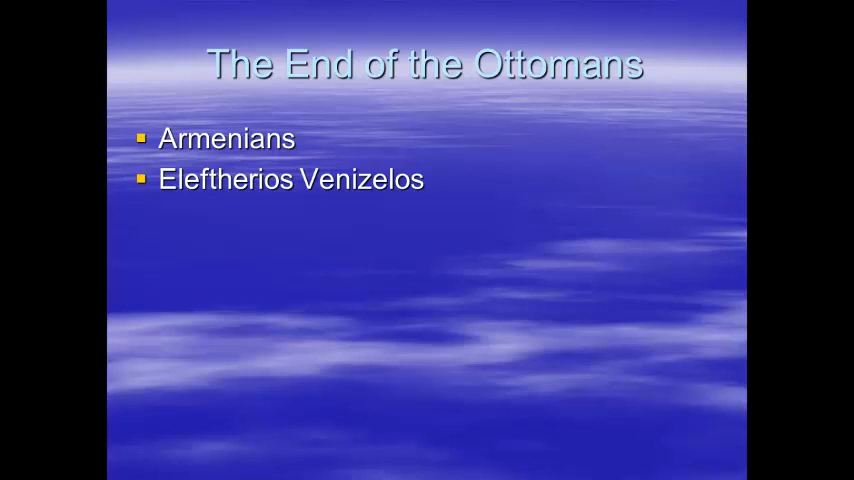 The End of the Ottomans
Armenians
Eleftherios Venizelos